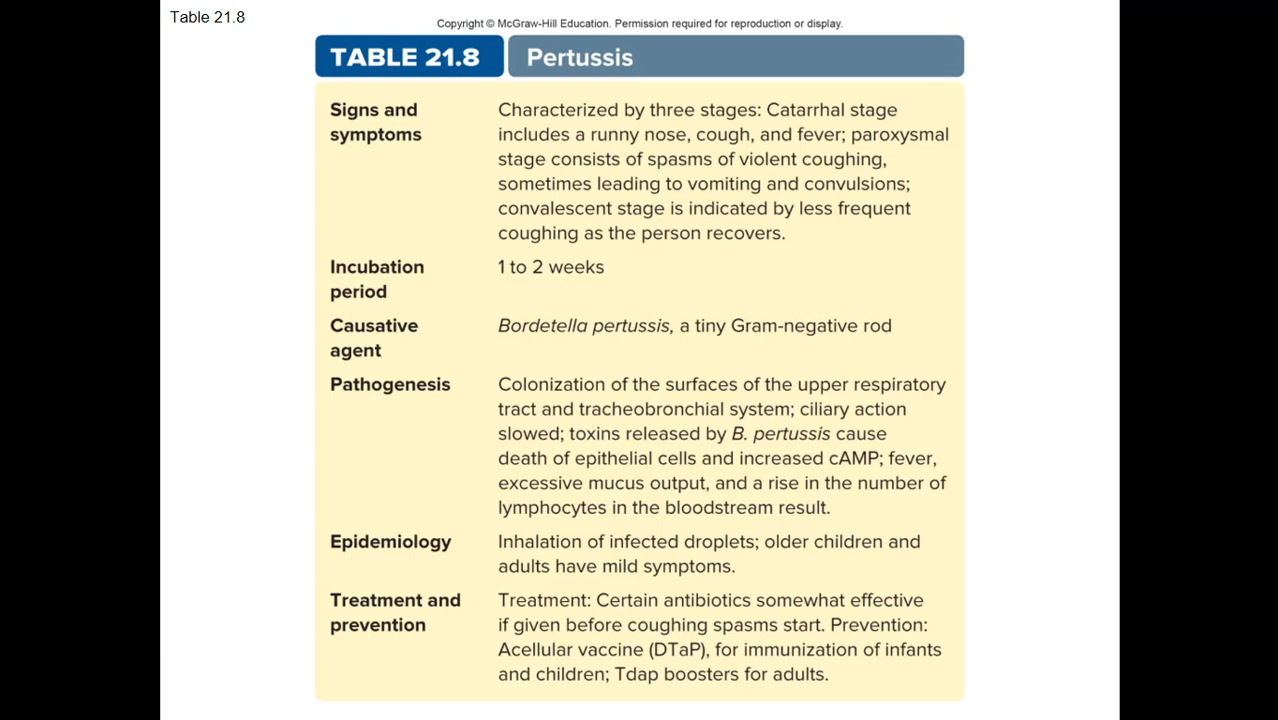 Table 21.8
Copyright © McGraw-Hill Education. Permission required for reproduction or display.
TABLE 21.8 Pertussis
Signs and symptoms
Characterized by three stages: Catarrhal stage
includes a runny nose, cough, and fever; paroxysmal
stage consists of spasms of violent coughing,
sometimes leading to vomiting and convulsions;
convalescent stage is indicated by less frequent
coughing as the person recovers.
Incubation
period
1 to 2 weeks
Causative
agent
Bordetella pertussis, a tiny Gram-negative rod
Pathogenesis
Colonization of the surfaces of the upper respiratory
tract and tracheobronchial system; ciliary action
slowed; toxins released by B. pertussis cause
death of epithelial cells and increased cAMP; fever,
excessive mucus output, and a rise in the number of
lymphocytes in the bloodstream result.
Epidemiology
Inhalation of infected droplets; older children and
adults have mild symptoms.
Treatment and
prevention
Treatment: Certain antibiotics somewhat effective
if given before coughing spasms start. Prevention:
Acellular vaccine (DTaP), for immunization of infants
and children; Tdap boosters for adults.